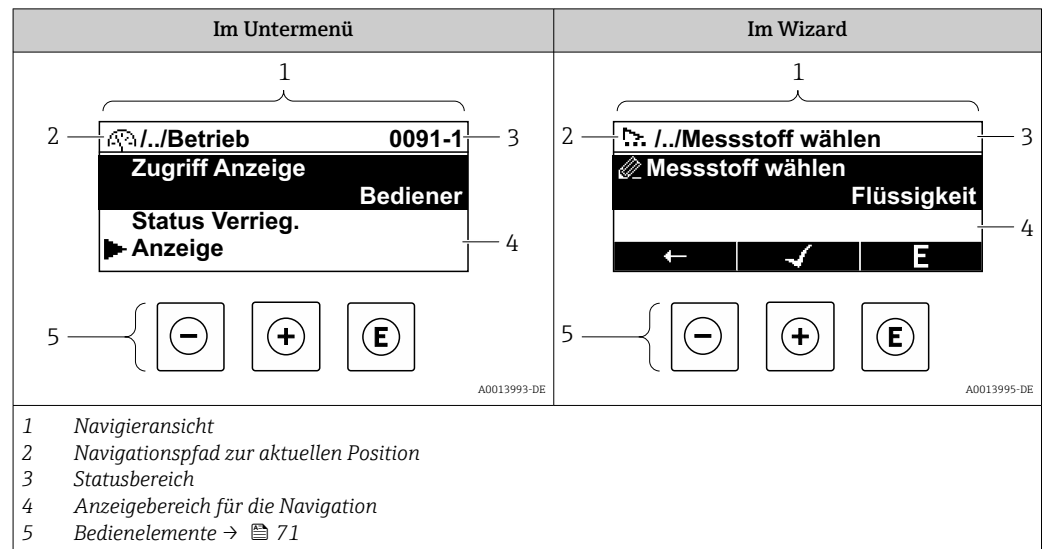 Im Untermenü
Im Wizard
1
2
/../Betrieb 0091-1
3
Zugriff Anzeige
Bediener
Status Verrieg.
Anzeige
4
5
- + E
A0013993-DE
1
2
/../Messstoff wählen
3
Messstoff wählen
Flüssigkeit
4
← ✓ E
5
- + E
A0013995-DE
1 Navigieransicht
2 Navigationspfad zur aktuellen Position
3 Statusbereich
4 Anzeigebereich für die Navigation
5 Bedienelemente → 71